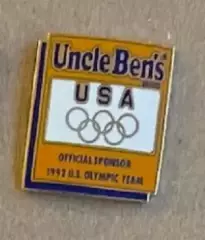 Uncle Ben's
USA
OFFICIAL SPONSOR
1992 U.S. OLYMPIC TEAM